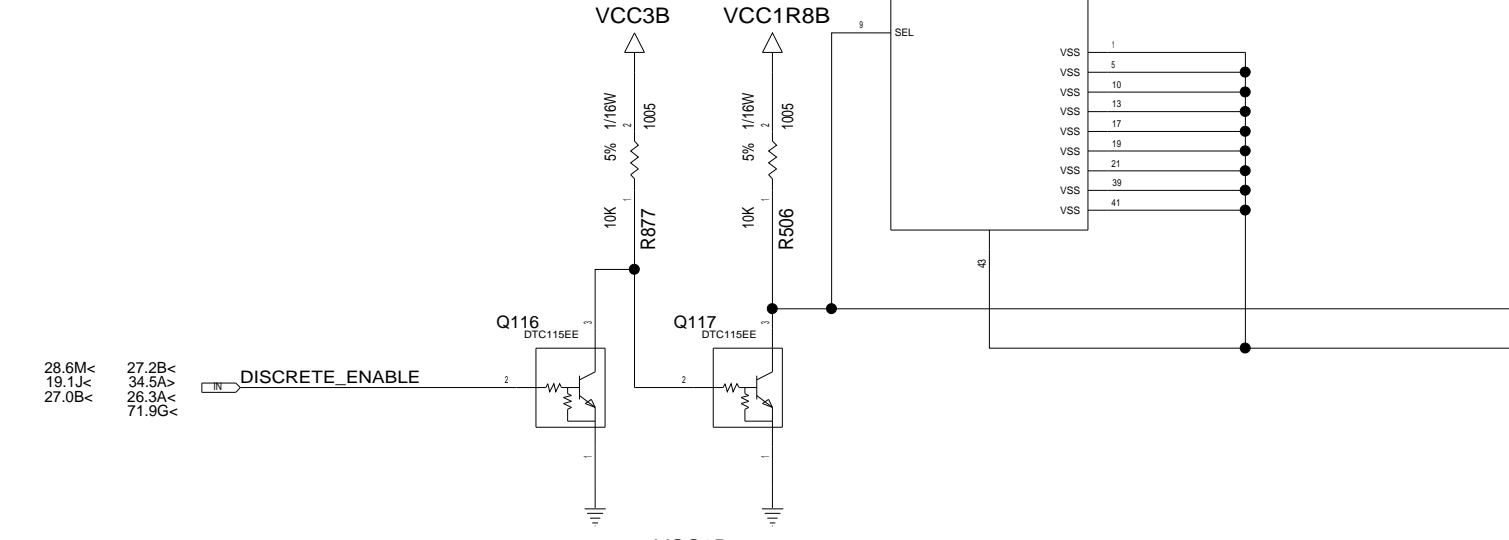 VCC3B
VCC1R8B
9
SEL
VSS 1
VSS 5
VSS 10
VSS 13
VSS 17
VSS 19
VSS 21
VSS 39
VSS 41
43
5% 1/16W
2
1005
10K
1
R877
5% 1/16W
2
1005
10K
1
R506
Q116
DTC115EE
3
2
1
Q117
DTC115EE
3
2
1
28.6M< 27.2B<
19.1J< 34.5A>
27.0B< 26.3A<
71.9G<
IN
DISCRETE_ENABLE